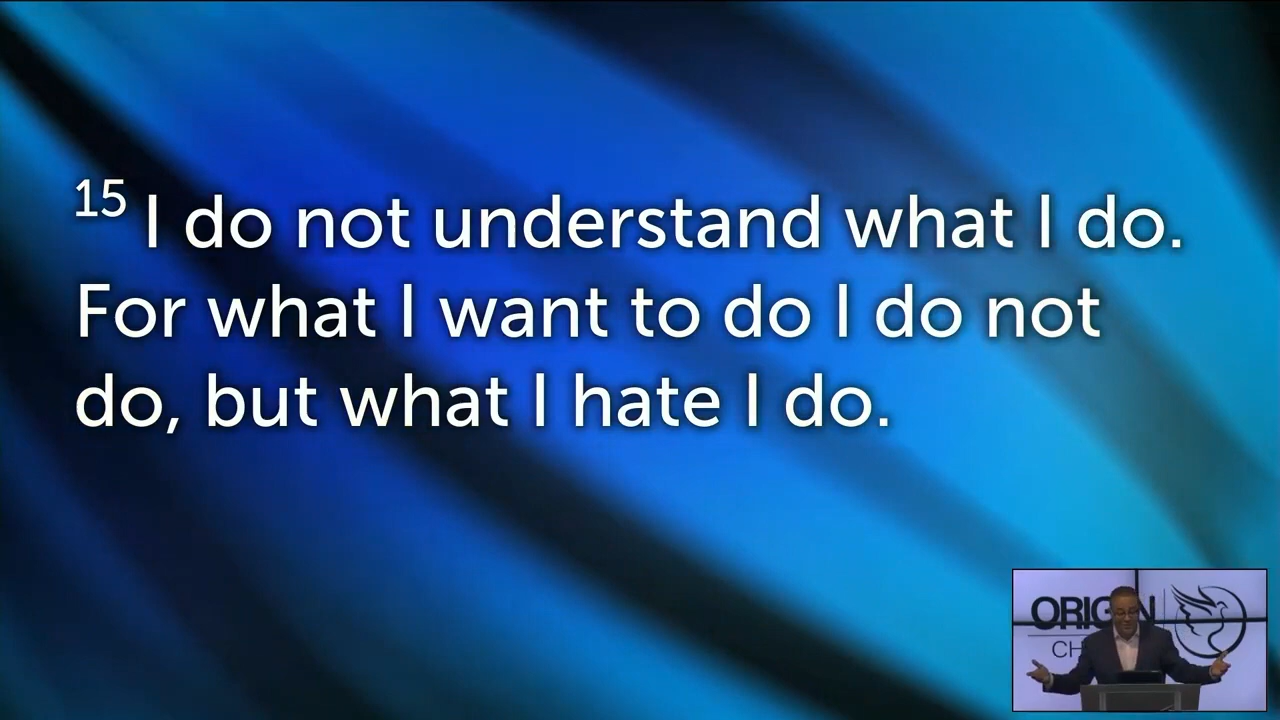 15 I do not understand what I do.
For what I want to do I do not
do, but what I hate I do.
ORIG N
CH